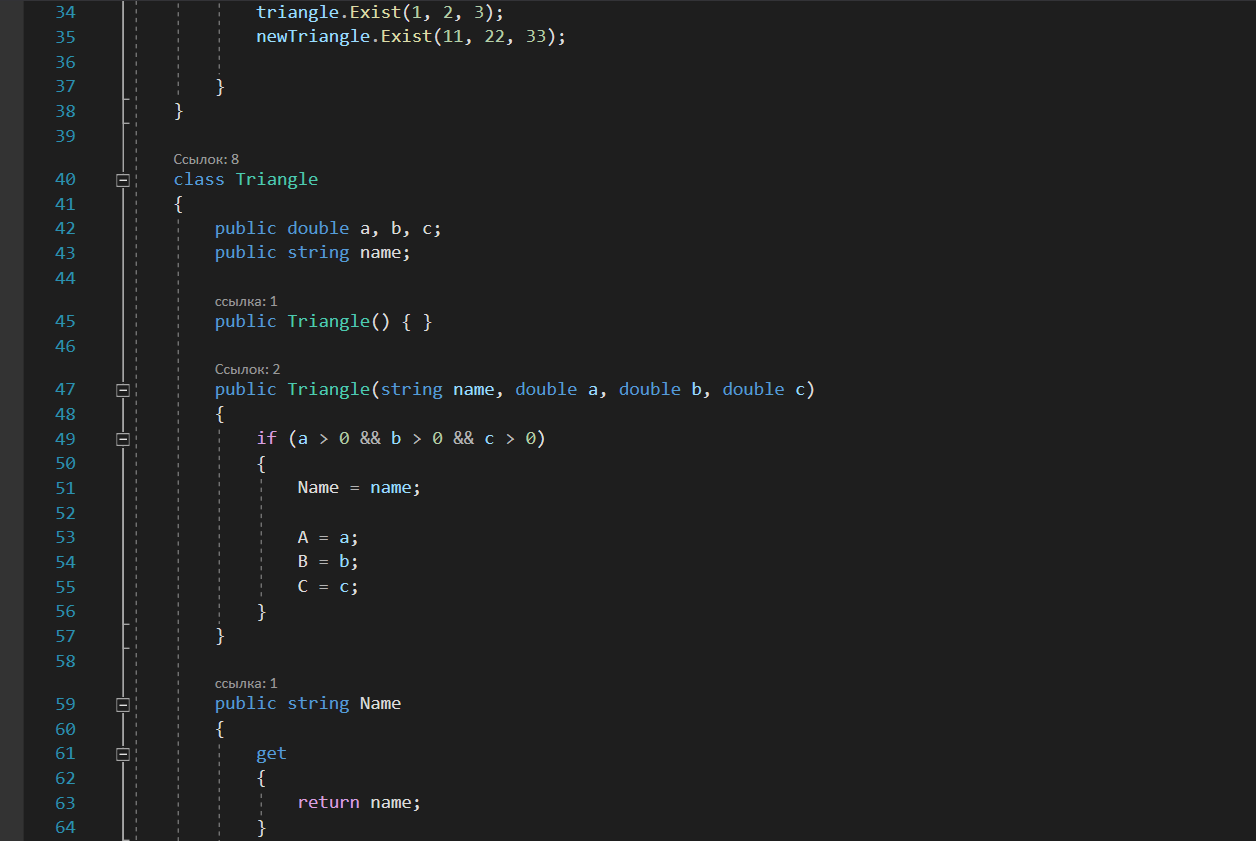 34 triangle.Exist(1, 2, 3);
35 newTriangle.Exist(11, 22, 33);
36
37 }
38 }
39
Ссылок: 8
40 class Triangle
41 {
42 public double a, b, c;
43 public string name;
44
ссылка: 1
45 public Triangle() { }
46
Ссылок: 2
47 public Triangle(string name, double a, double b, double c)
48 {
49 if (a > 0 && b > 0 && c > 0)
50 {
51 Name = name;
52
53 A = a;
54 B = b;
55 C = c;
56 }
57 }
58
ссылка: 1
59 public string Name
60 {
61 get
62 {
63 return name;
64 }